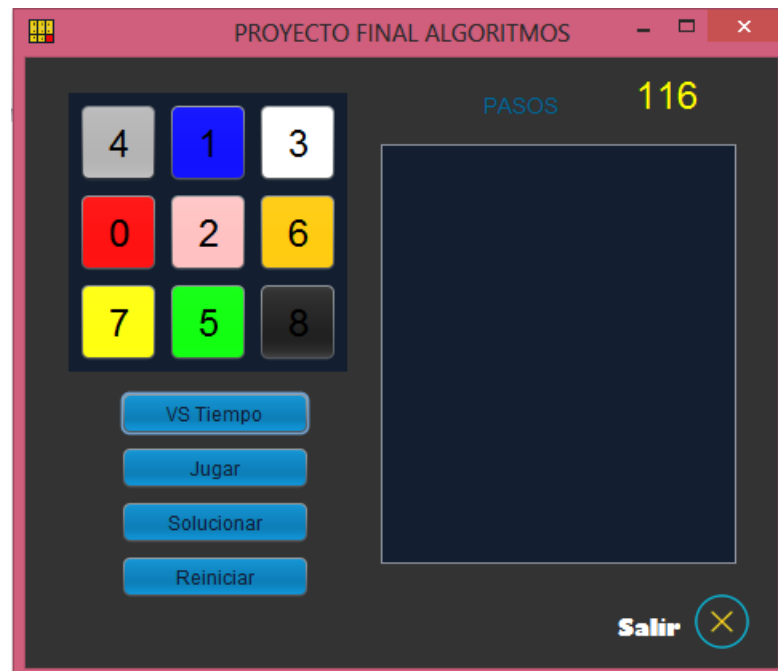 PROYECTO FINAL ALGORITMOS
PASOS 116
4 1 3
0 2 6
7 5 8
VS Tiempo
Jugar
Solucionar
Reiniciar
Salir